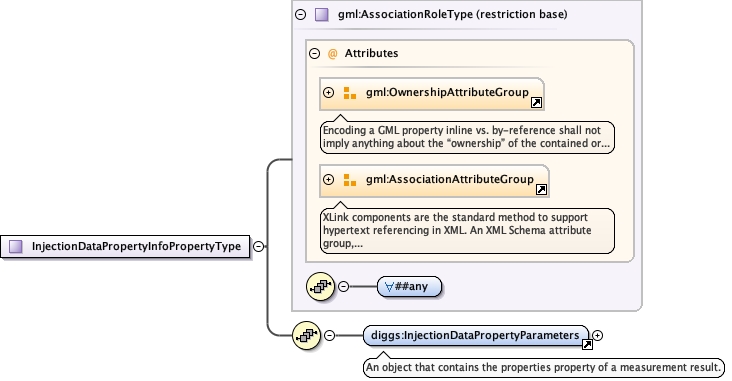 gml:AssociationRoleType (restriction base)
@ Attributes
gml:OwnershipAttributeGroup
Encoding a GML property inline vs. by-reference shall not
imply anything about the “ownership” of the contained or...
gml:AssociationAttributeGroup
XLink components are the standard method to support
hypertext referencing in XML. An XML Schema attribute
group,...
InjectionDataPropertyInfoPropertyType
∀##any
diggs:InjectionDataPropertyParameters
An object that contains the properties property of a measurement result.